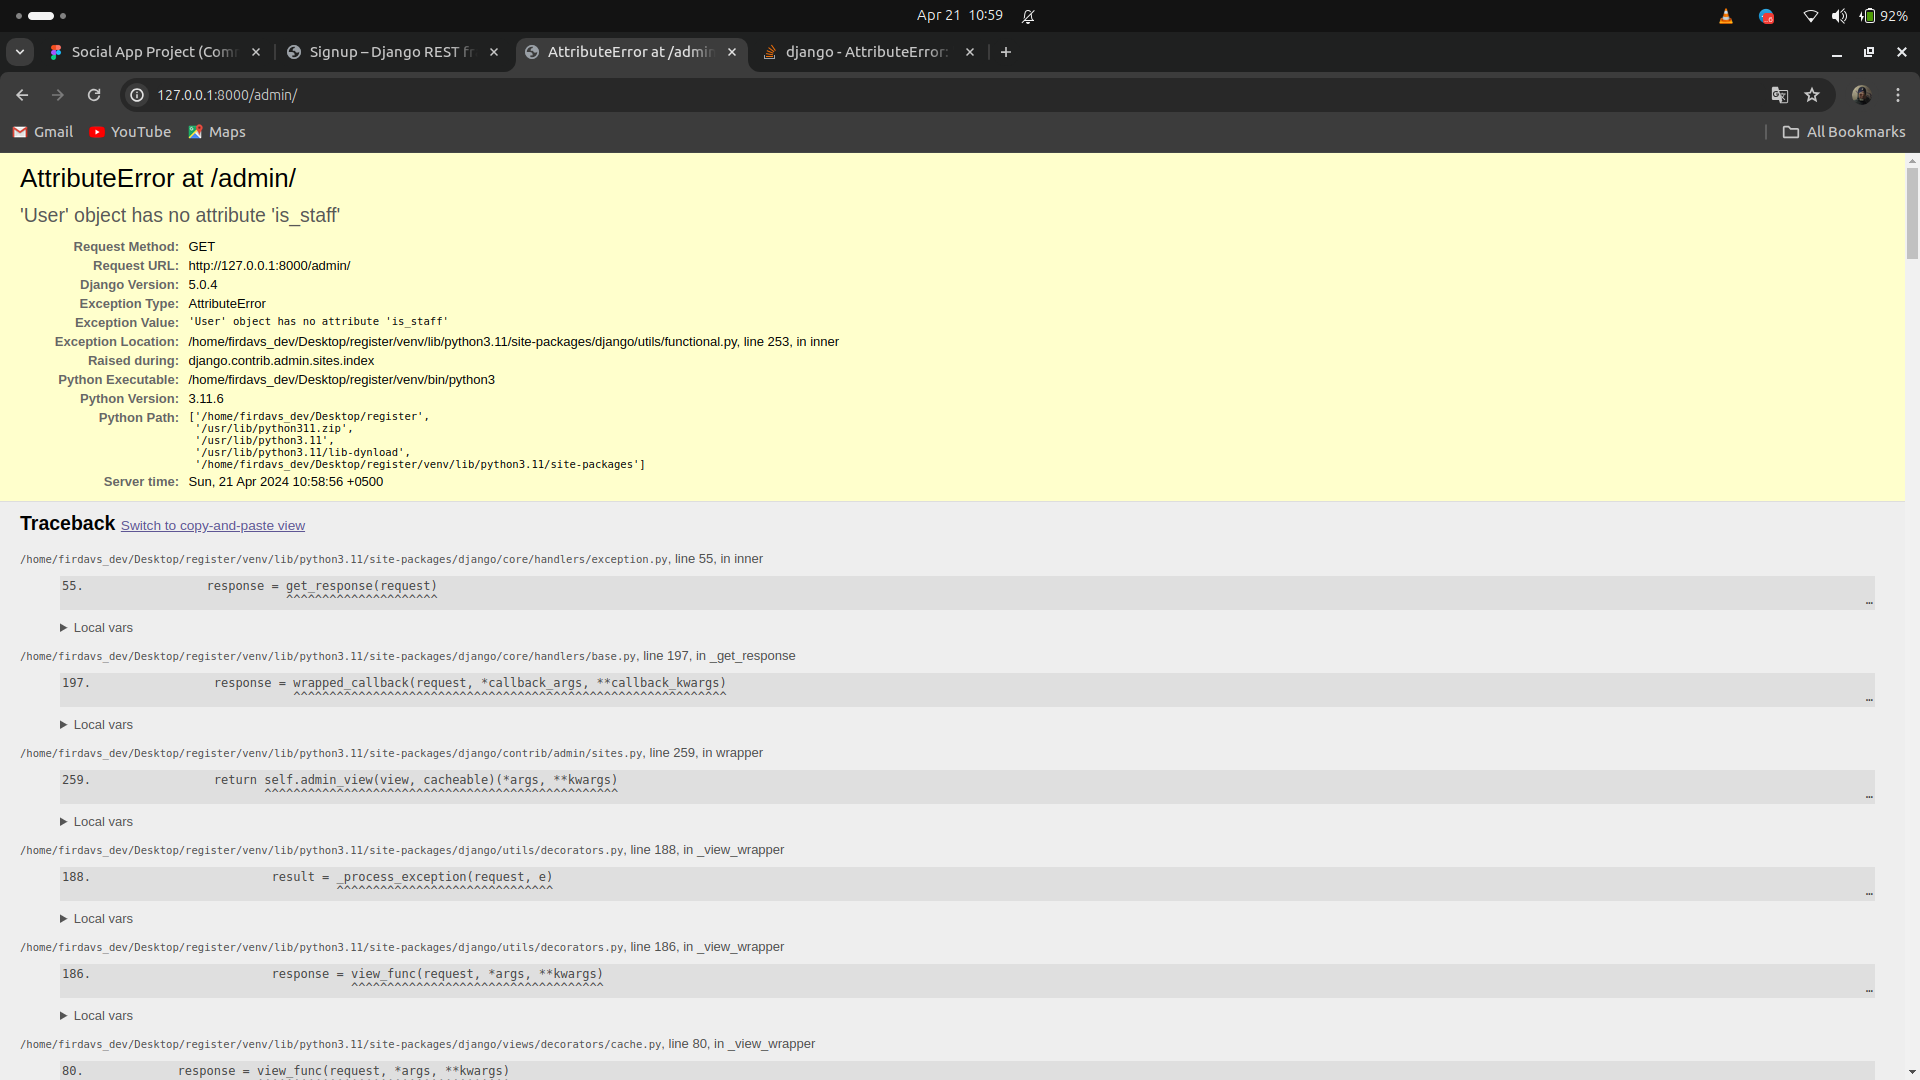 Apr 21 10:59
92%
Social App Project (Com
Signup – Django REST fr
AttributeError at /admin
django - AttributeError:
127.0.0.1:8000/admin/
Gmail
YouTube
Maps
All Bookmarks
AttributeError at /admin/
'User' object has no attribute 'is_staff'
Request Method: GET
Request URL: http://127.0.0.1:8000/admin/
Django Version: 5.0.4
Exception Type: AttributeError
Exception Value: 'User' object has no attribute 'is_staff'
Exception Location: /home/firdavs_dev/Desktop/register/venv/lib/python3.11/site-packages/django/utils/functional.py, line 253, in inner
Raised during: django.contrib.admin.sites.index
Python Executable: /home/firdavs_dev/Desktop/register/venv/bin/python3
Python Version: 3.11.6
Python Path: ['/home/firdavs_dev/Desktop/register',
'/usr/lib/python311.zip',
'/usr/lib/python3.11',
'/usr/lib/python3.11/lib-dynload',
'/home/firdavs_dev/Desktop/register/venv/lib/python3.11/site-packages']
Server time: Sun, 21 Apr 2024 10:58:56 +0500
Traceback Switch to copy-and-paste view
/home/firdavs_dev/Desktop/register/venv/lib/python3.11/site-packages/django/core/handlers/exception.py, line 55, in inner
55. response = get_response(request)
^^^^^^^^^^^^^^^^^^^^^
…
Local vars
/home/firdavs_dev/Desktop/register/venv/lib/python3.11/site-packages/django/core/handlers/base.py, line 197, in _get_response
197. response = wrapped_callback(request, *callback_args, **callback_kwargs)
^^^^^^^^^^^^^^^^^^^^^^^^^^^^^^^^^^^^^^^^^^^^^^^^^^^^^^^^^^^^
…
Local vars
/home/firdavs_dev/Desktop/register/venv/lib/python3.11/site-packages/django/contrib/admin/sites.py, line 259, in wrapper
259. return self.admin_view(view, cacheable)(*args, **kwargs)
^^^^^^^^^^^^^^^^^^^^^^^^^^^^^^^^^^^^^^^^^^^^^^^^^
…
Local vars
/home/firdavs_dev/Desktop/register/venv/lib/python3.11/site-packages/django/utils/decorators.py, line 188, in _view_wrapper
188. result = _process_exception(request, e)
^^^^^^^^^^^^^^^^^^^^^^^^^^^^^^
…
Local vars
/home/firdavs_dev/Desktop/register/venv/lib/python3.11/site-packages/django/utils/decorators.py, line 186, in _view_wrapper
186. response = view_func(request, *args, **kwargs)
^^^^^^^^^^^^^^^^^^^^^^^^^^^^^^^^^^^
…
Local vars
/home/firdavs_dev/Desktop/register/venv/lib/python3.11/site-packages/django/views/decorators/cache.py, line 80, in _view_wrapper
80. response = view_func(request, *args, **kwargs)